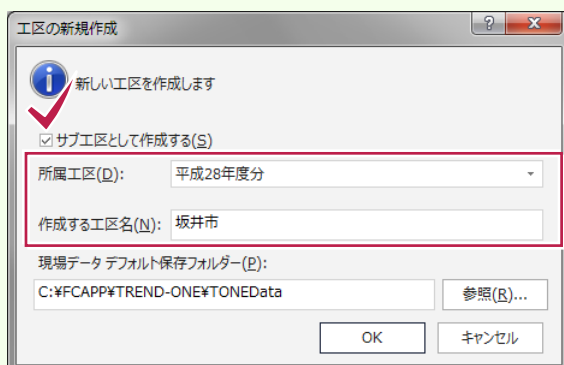 工区の新規作成
新しい工区を作成します
サブ工区として作成する(S)
所属工区(D): 平成28年度分
作成する工区名(N): 坂井市
現場データ デフォルト保存フォルダー(P):
C:¥FCAPP¥TREND-ONE¥TONEData 参照(R)...
OK キャンセル